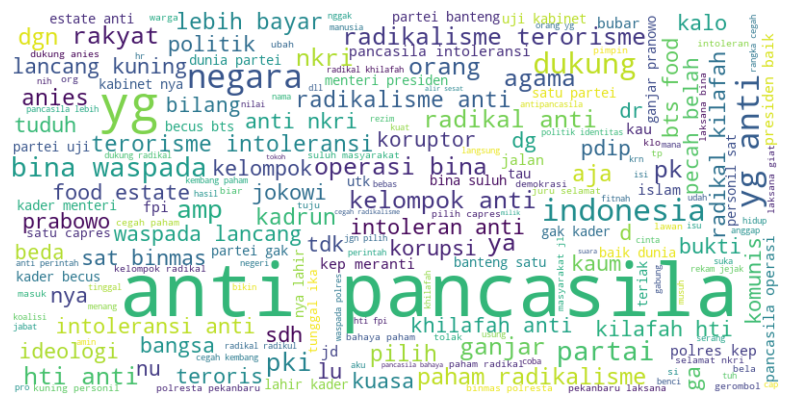 estate anti
warga
lebih bayar
nggak
manusia
partei banteng
uji kabinet
bubar
kalo
intoleran
rangka cegah
dgn
rakyat
politik
ubah
radikalisme terorisme
orang yg
pimpin
dukung anies
hr
dunia partei
nkri
pancasila intoleransi
ganjar pranowo
lancang kuning
kabinet nya
radikal khilafah
menteri presiden
orang
dukung
bts food
radikal kilafah
yg anti
presiden baik
nih
org
negara
alir sesat
agama
satu partei
pecah belah
anies
yg
bilang
nilai
nama
radikalisme anti
dr
antipancasila
pancasila lebih
dll
rezim
radikal anti
politik identitas
tuduh
becus bts
anti nkri
kuat
dg
kau
klo
mana
laksana bina
laksana giat
partei uji
terorisme intoleransi
koruptor
langsung
pdip
krn
tp
personil sat
dukung radikal
tokoh
suluh masyarakat
jalan
bina waspada
kelompok
operasi bina
tau
aja
isi
pk
kembang paham
utk
bebas
bina suluh
demokrasi
juru selamat
islam
food estate
hasil
jokowi
kelompok anti
indonesia
kader menteri
fpi
biar
tuju
fitnah
udah
hidup
prabowo
amp
kadrun
cegah radikalisme
pilih capres
milik
lawan
isu
anggap
satu capres
cegah paham
intoleran anti
gak kader
d
cinta
suka
waspada lancang
jgn pilih
ya
bukti
beda
sat binmas
partei gak
tdk
korupsi
baik dunia
suara
rekam jejak
kader becus
negeri
perintah
kep meranti
banteng satu
kaum
teriak
gabung
komunis
pancasila operasi
kelompok radikal
anti perintah
tinggal
nya
masuk
menang
nya lahir
anti pancasila
masyarakat jl
musuh
koalisi
jabat
bikin
tunggal ika
waspada polres
hti fpi
khilafah
intoleransi anti
sdh
khilafah anti
kilafah hti
serang
amin
bangsa
bahaya paham
tolak
usung
ideologi
radikal radikul
cegah kembang
pki
jd
pilih
ganjar
partai
ga
polres kep
selamat nkri
hti anti
nu
teroris
lu
aku
pancasila bahaya
paham radikal
coba
si
bela
benci
tuh
pro
kuning personil
polresta pekanbaru
lahir kader
kuasa
paham radikalisme
binmas polresta
pekanbaru laksana
gerombol
capres